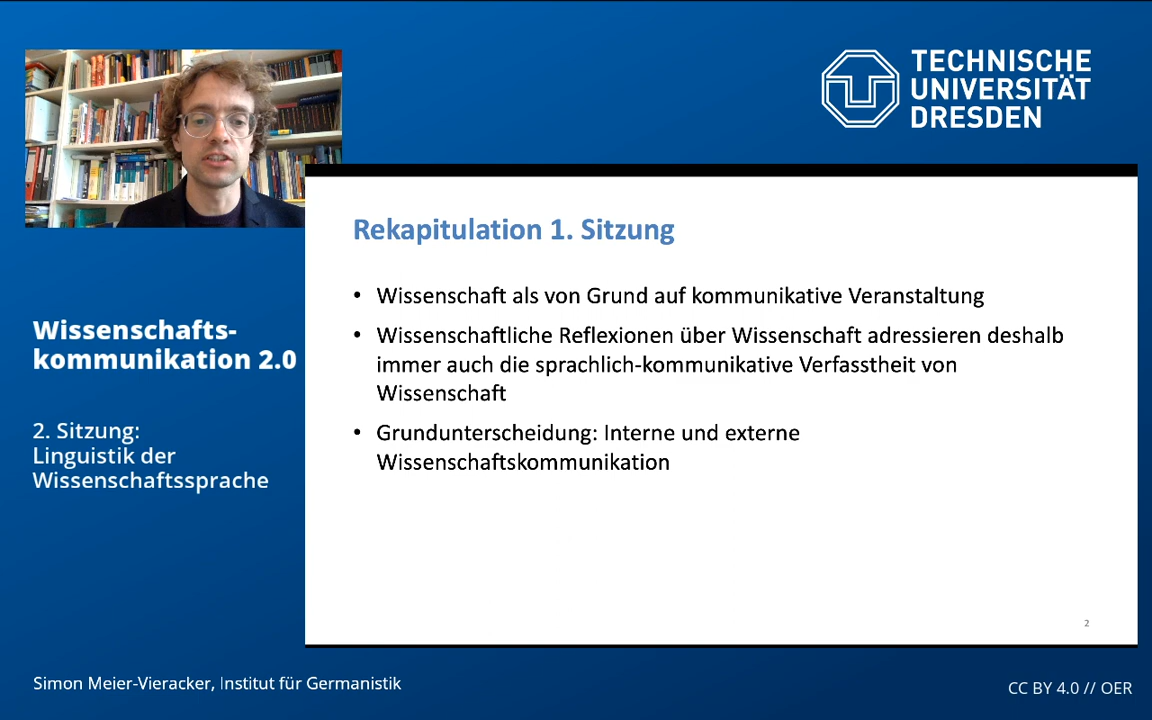 TECHNISCHE
UNIVERSITÄT
DRESDEN
Rekapitulation 1. Sitzung
• Wissenschaft als von Grund auf kommunikative Veranstaltung
• Wissenschaftliche Reflexionen über Wissenschaft adressieren deshalb
immer auch die sprachlich-kommunikative Verfasstheit von
Wissenschaft
• Grundunterscheidung: Interne und externe
Wissenschaftskommunikation
2
Wissenschafts-
kommunikation 2.0
2. Sitzung:
Linguistik der
Wissenschaftssprache
Simon Meier-Vieracker, Institut für Germanistik
CC BY 4.0 // OER